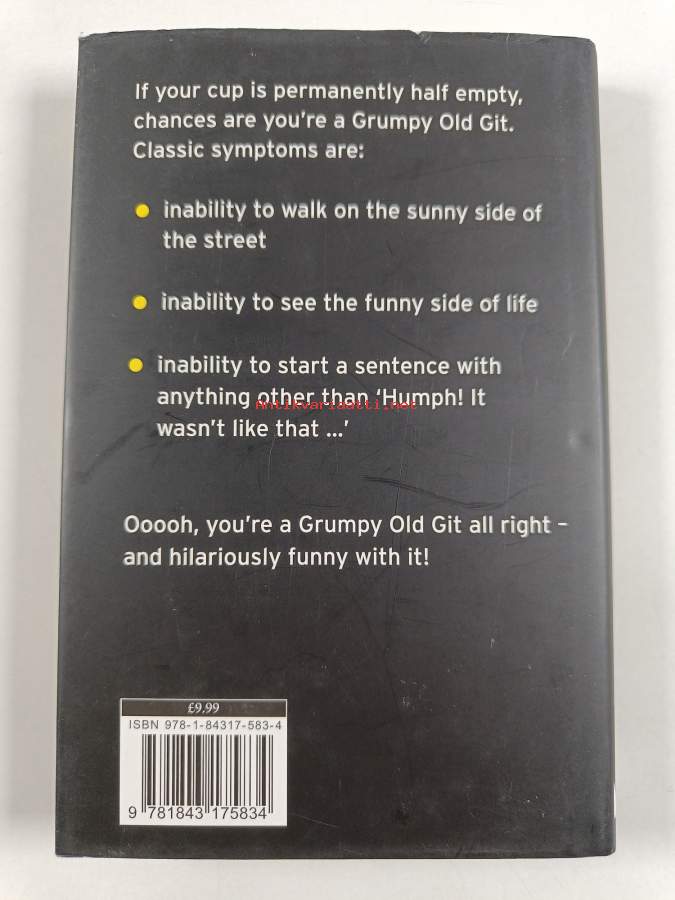 If your cup is permanently half empty,
chances are you're a Grumpy Old Git.
Classic symptoms are:
inability to walk on the sunny side of
the street
inability to see the funny side of life
inability to start a sentence with
anything other than ‘Humph! It
Antikvariaatti.net
wasn't like that ...’
Ooooh, you're a Grumpy Old Git all right –
and hilariously funny with it!
£9.99
ISBN 978-1-84317-583-4
9 781843 175834